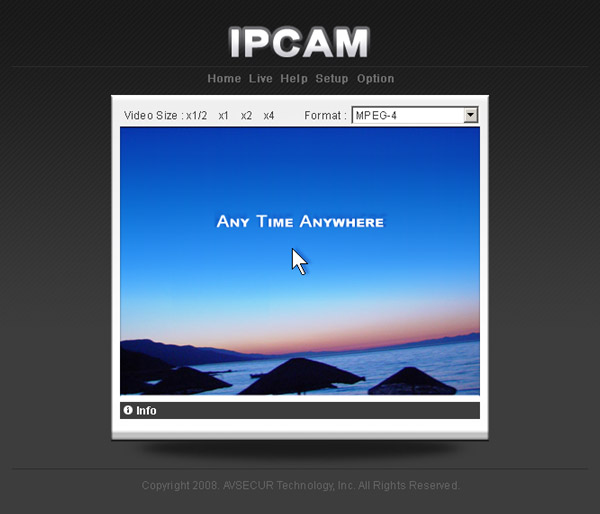 IPCAM
Home Live Help Setup Option
Video Size : x1/2 x1 x2 x4 Format : MPEG-4
Any Time Anywhere
Info
Copyright 2008. AVSECUR Technology, Inc. All Rights Reserved.